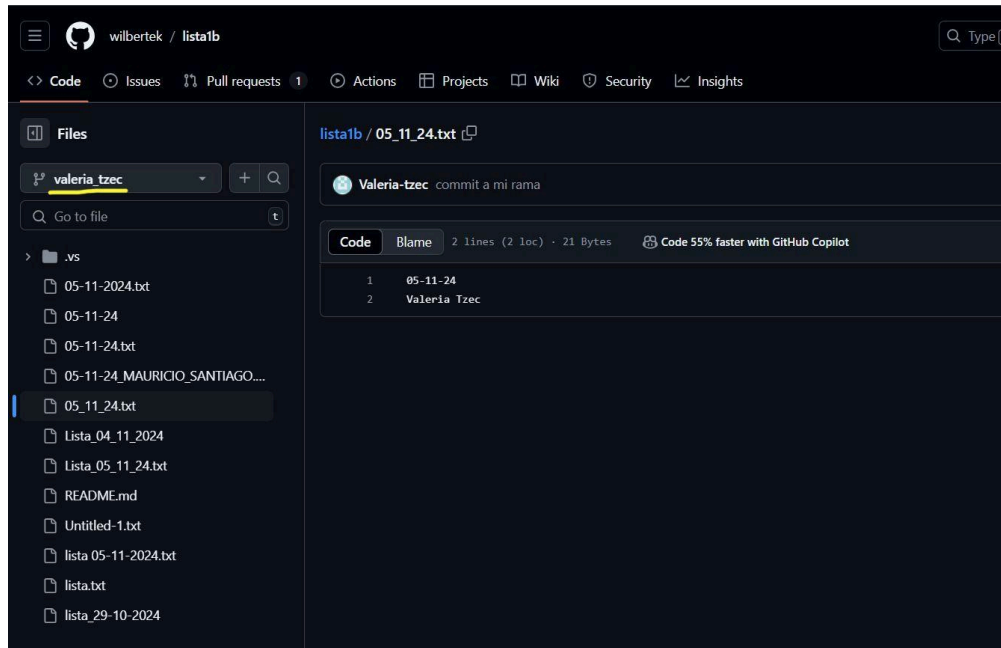 wilbertek / lista1b
Type
Code Issues Pull requests 1 Actions Projects Wiki Security Insights
Files
valeria_tzec
Go to file t
.vs
05-11-2024.txt
05-11-24
05-11-24.txt
05-11-24_MAURICIO_SANTIAGO....
05_11_24.txt
Lista_04_11_2024
Lista_05_11_24.txt
README.md
Untitled-1.txt
lista 05-11-2024.txt
lista.txt
lista_29-10-2024
lista1b / 05_11_24.txt
Valeria-tzec commit a mi rama
Code Blame 2 lines (2 loc) · 21 Bytes Code 55% faster with GitHub Copilot
1 05-11-24
2 Valeria Tzec